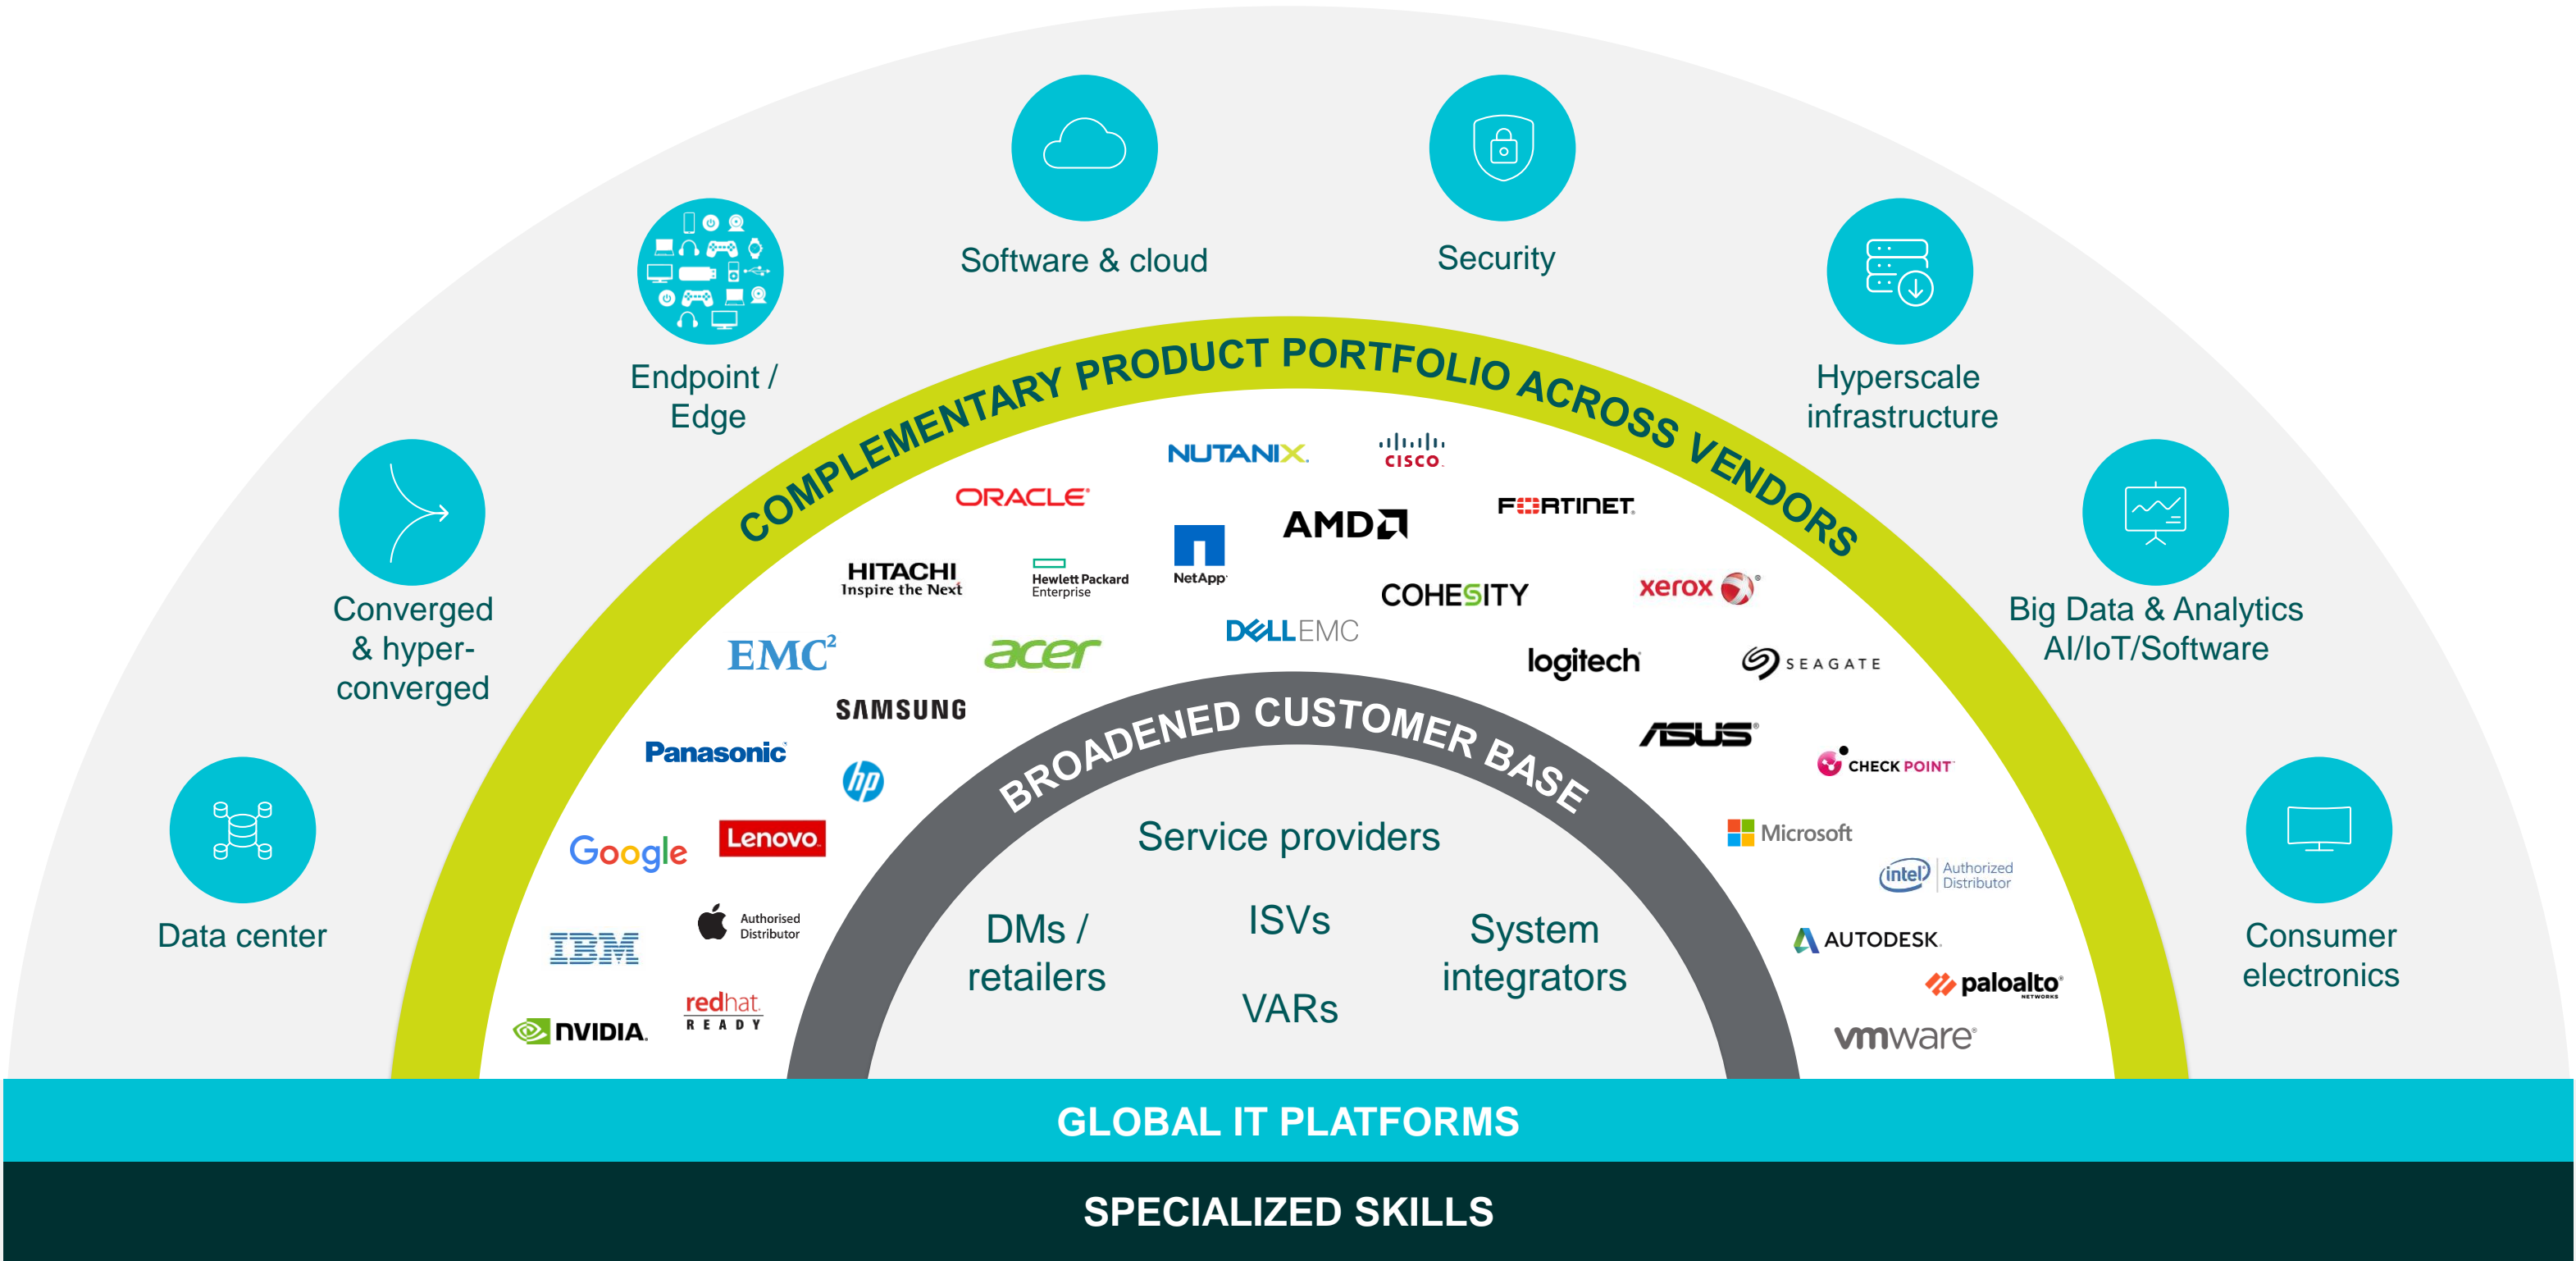 Software & cloud
Security
Endpoint /
Edge
Hyperscale
infrastructure
Converged
& hyper-
converged
Big Data & Analytics
AI/IoT/Software
Data center
Consumer
electronics
COMPLEMENTARY PRODUCT PORTFOLIO ACROSS VENDORS
NUTANIX
CISCO
ORACLE
AMD
FORTINET
HITACHI
Inspire the Next
Hewlett Packard
Enterprise
NetApp
COHESITY
xerox
DELL EMC
EMC²
acer
logitech
SEAGATE
SAMSUNG
ASUS
Panasonic
hp
CHECK POINT
Google
Lenovo
Microsoft
intel
Authorized
Distributor
Authorised
Distributor
IBM
AUTODESK
paloalto
NETWORKS
redhat
READY
NVIDIA
vmware
BROADENED CUSTOMER BASE
Service providers
DMs /
retailers
ISVs
System
integrators
VARs
GLOBAL IT PLATFORMS
SPECIALIZED SKILLS